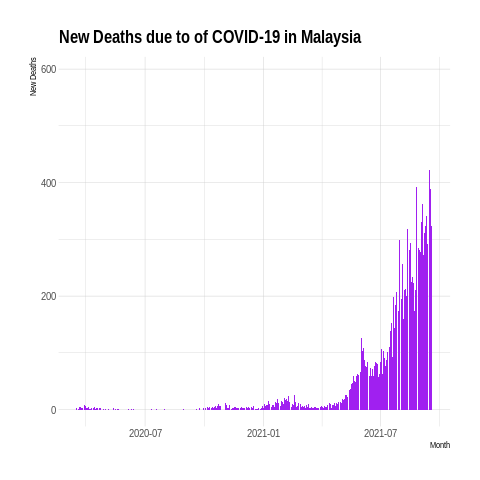 New Deaths due to of COVID-19 in Malaysia
New Deaths
600
400
200
0
2020-07
2021-01
2021-07
Month